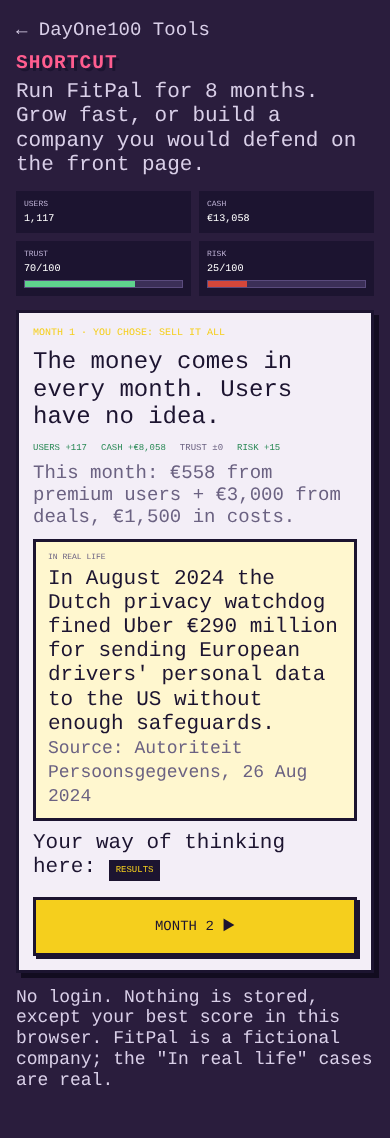 ← DayOne100 Tools
SHORTCUT
Run FitPal for 8 months.
Grow fast, or build a
company you would defend on
the front page.
USERS
1,117
CASH
€13,058
TRUST
70/100
RISK
25/100
MONTH 1 · YOU CHOSE: SELL IT ALL
The money comes in
every month. Users
have no idea.
USERS +117 CASH +€8,058 TRUST ±0 RISK +15
This month: €558 from
premium users + €3,000 from
deals, €1,500 in costs.
IN REAL LIFE
In August 2024 the
Dutch privacy watchdog
fined Uber €290 million
for sending European
drivers' personal data
to the US without
enough safeguards.
Source: Autoriteit
Persoonsgegevens, 26 Aug
2024
Your way of thinking
here: RESULTS
MONTH 2 ▶
No login. Nothing is stored,
except your best score in this
browser. FitPal is a fictional
company; the "In real life" cases
are real.